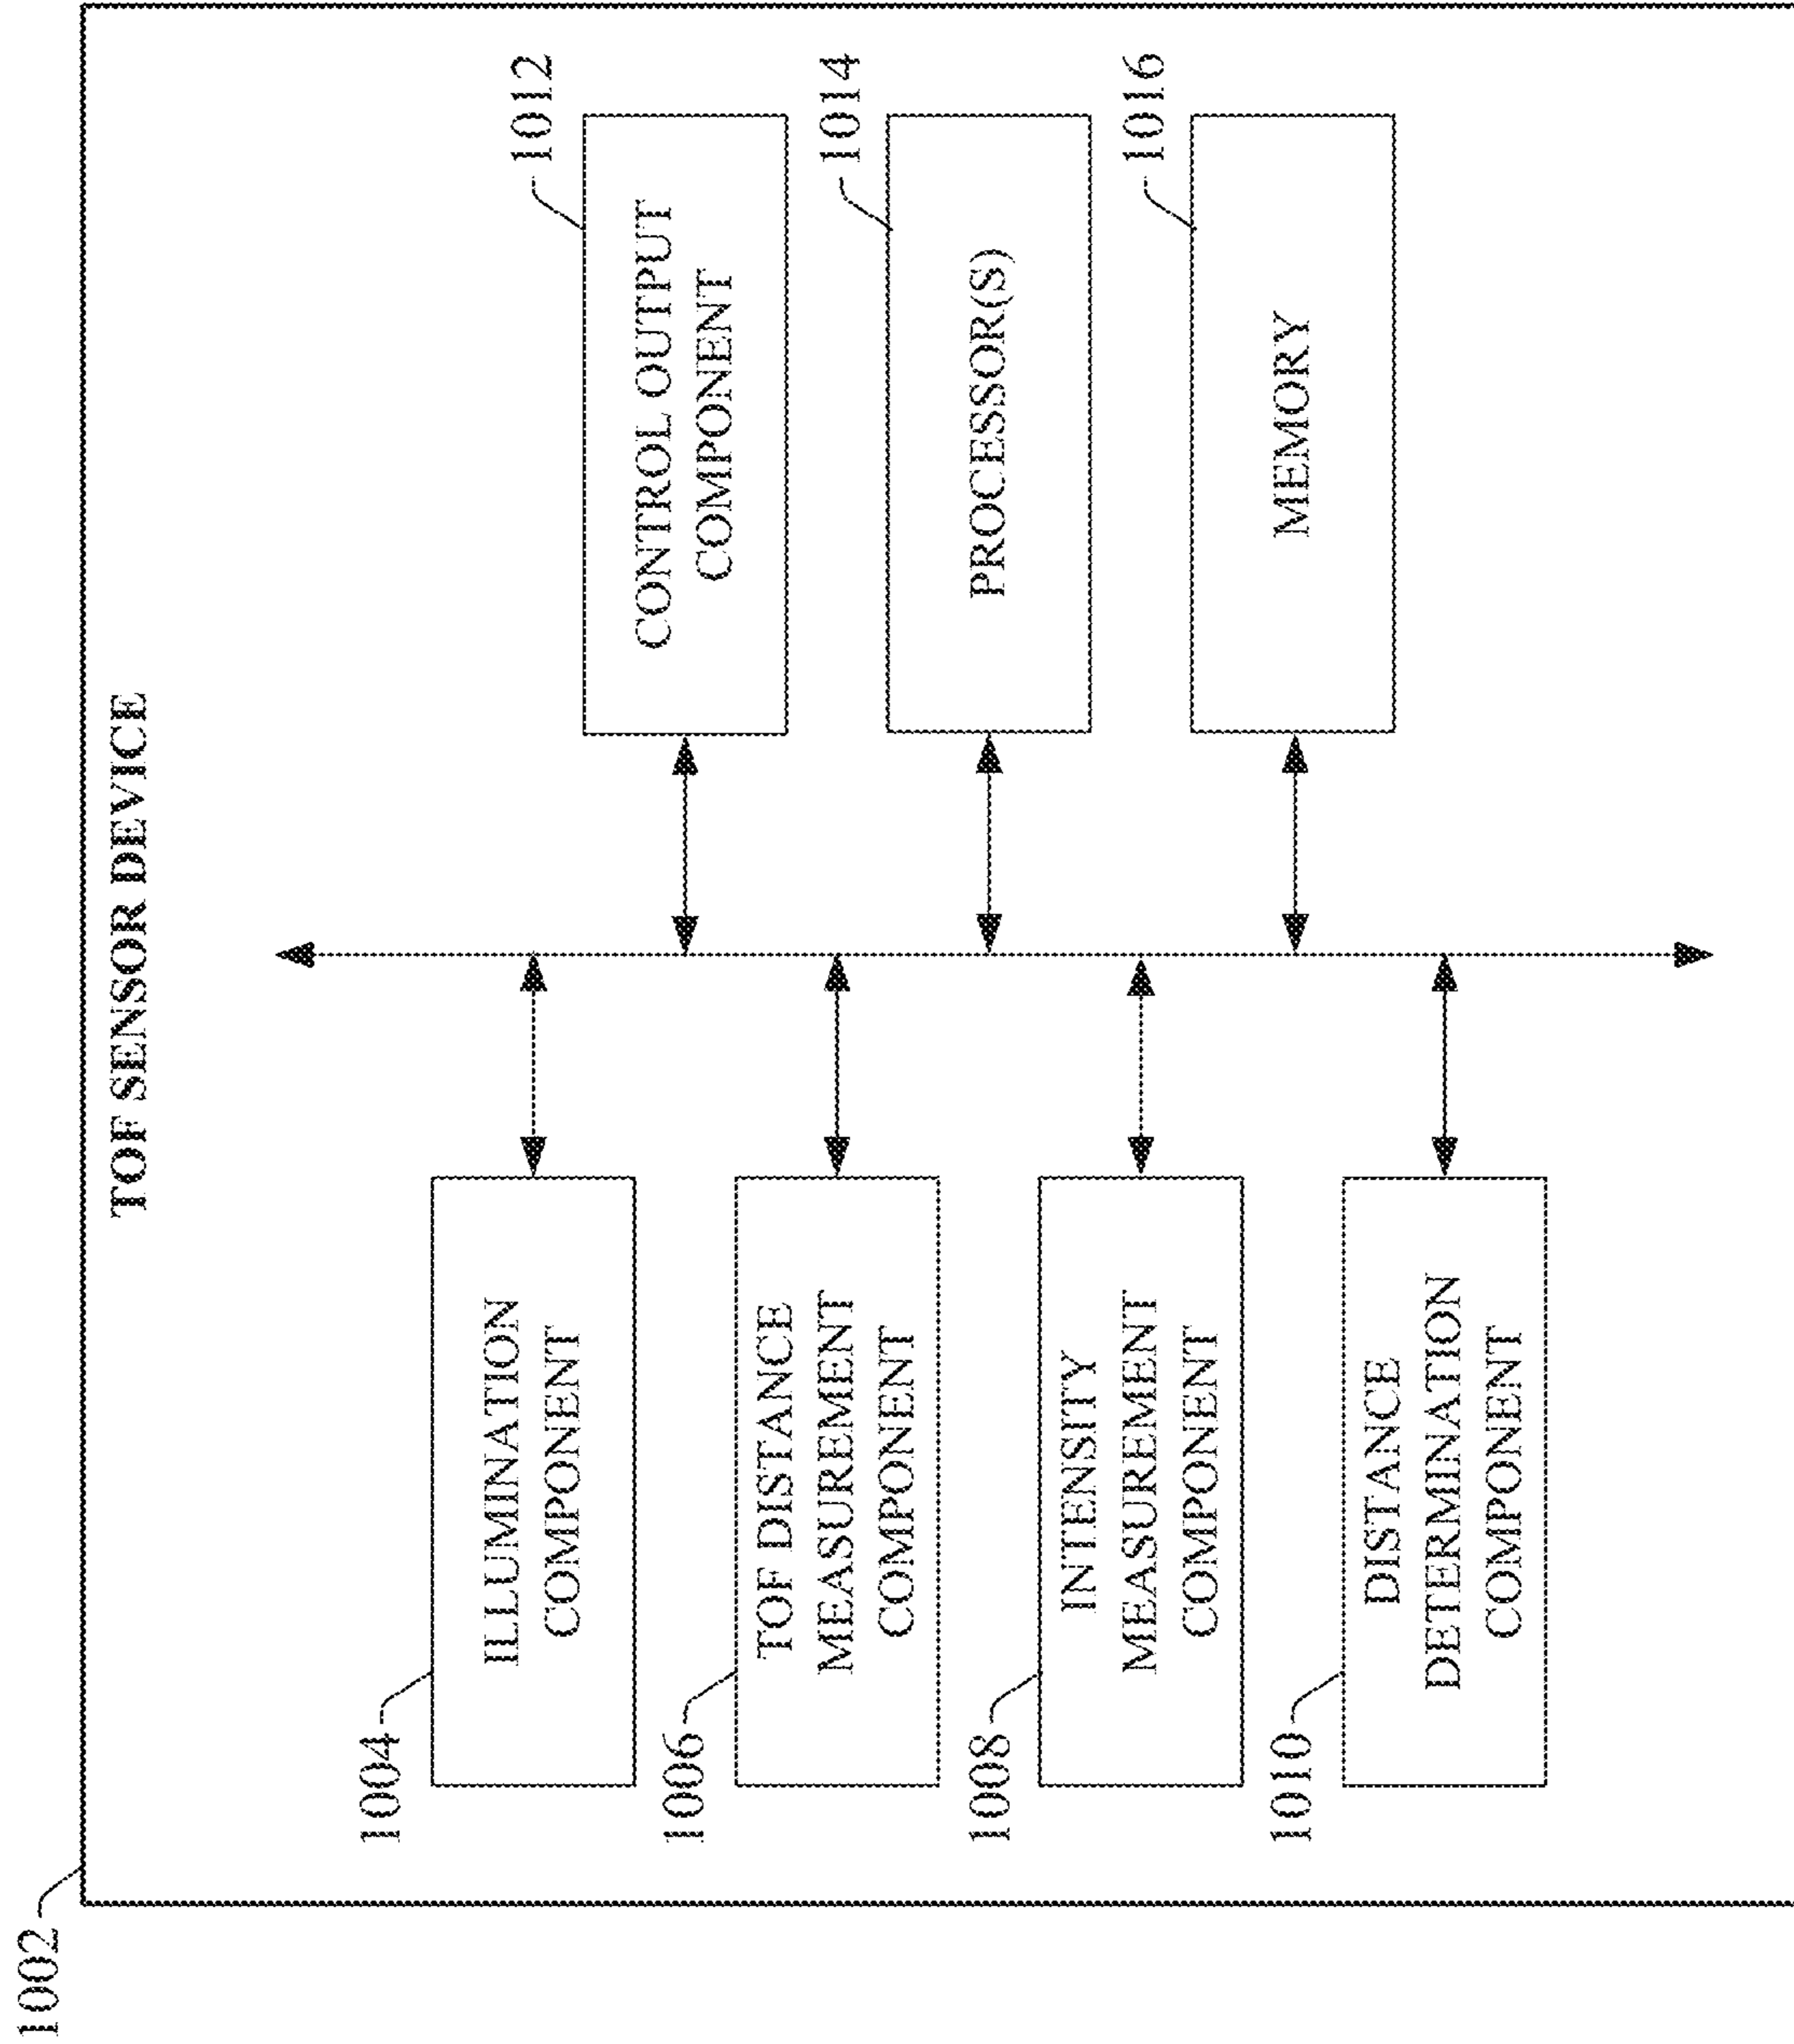 1002
TOF SENSOR DEVICE
1004
ILLUMINATION
COMPONENT
1006
TOF DISTANCE
MEASUREMENT
COMPONENT
1008
INTENSITY
MEASUREMENT
COMPONENT
1010
DISTANCE
DETERMINATION
COMPONENT
1012
CONTROL OUTPUT
COMPONENT
1014
PROCESSOR(S)
1016
MEMORY